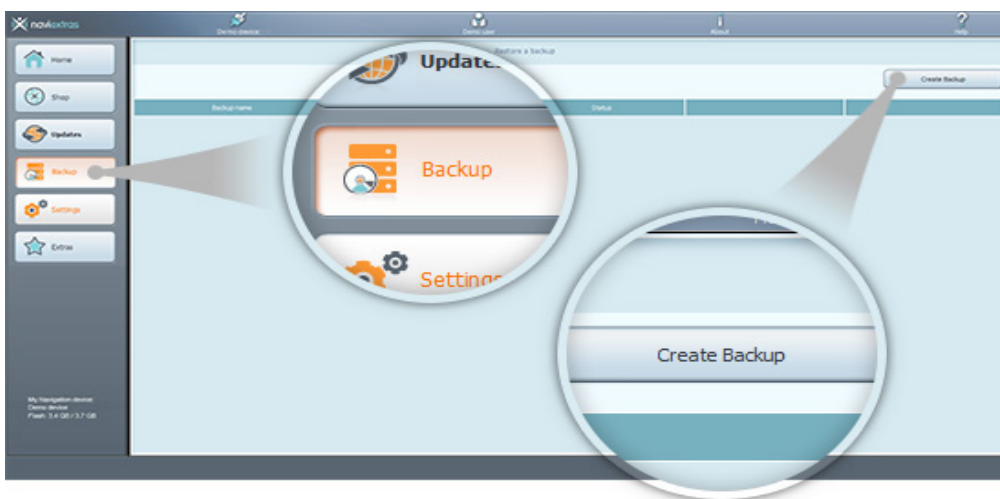 naviextras
Demo device
Demo user
About
Help
Home
Shop
Updates
Backup
Settings
Extras
My Navigation device:
Demo device
Flash: 3.4 GB / 3.7 GB
Restore a backup
Create Backup
Backup name
Status
Updates
Backup
Settings
Create Backup